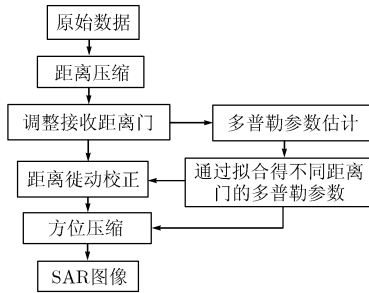 原始数据
距离压缩
调整接收距离门
多普勒参数估计
距离徙动校正
通过拟合得不同距离
门的多普勒参数
方位压缩
SAR图像